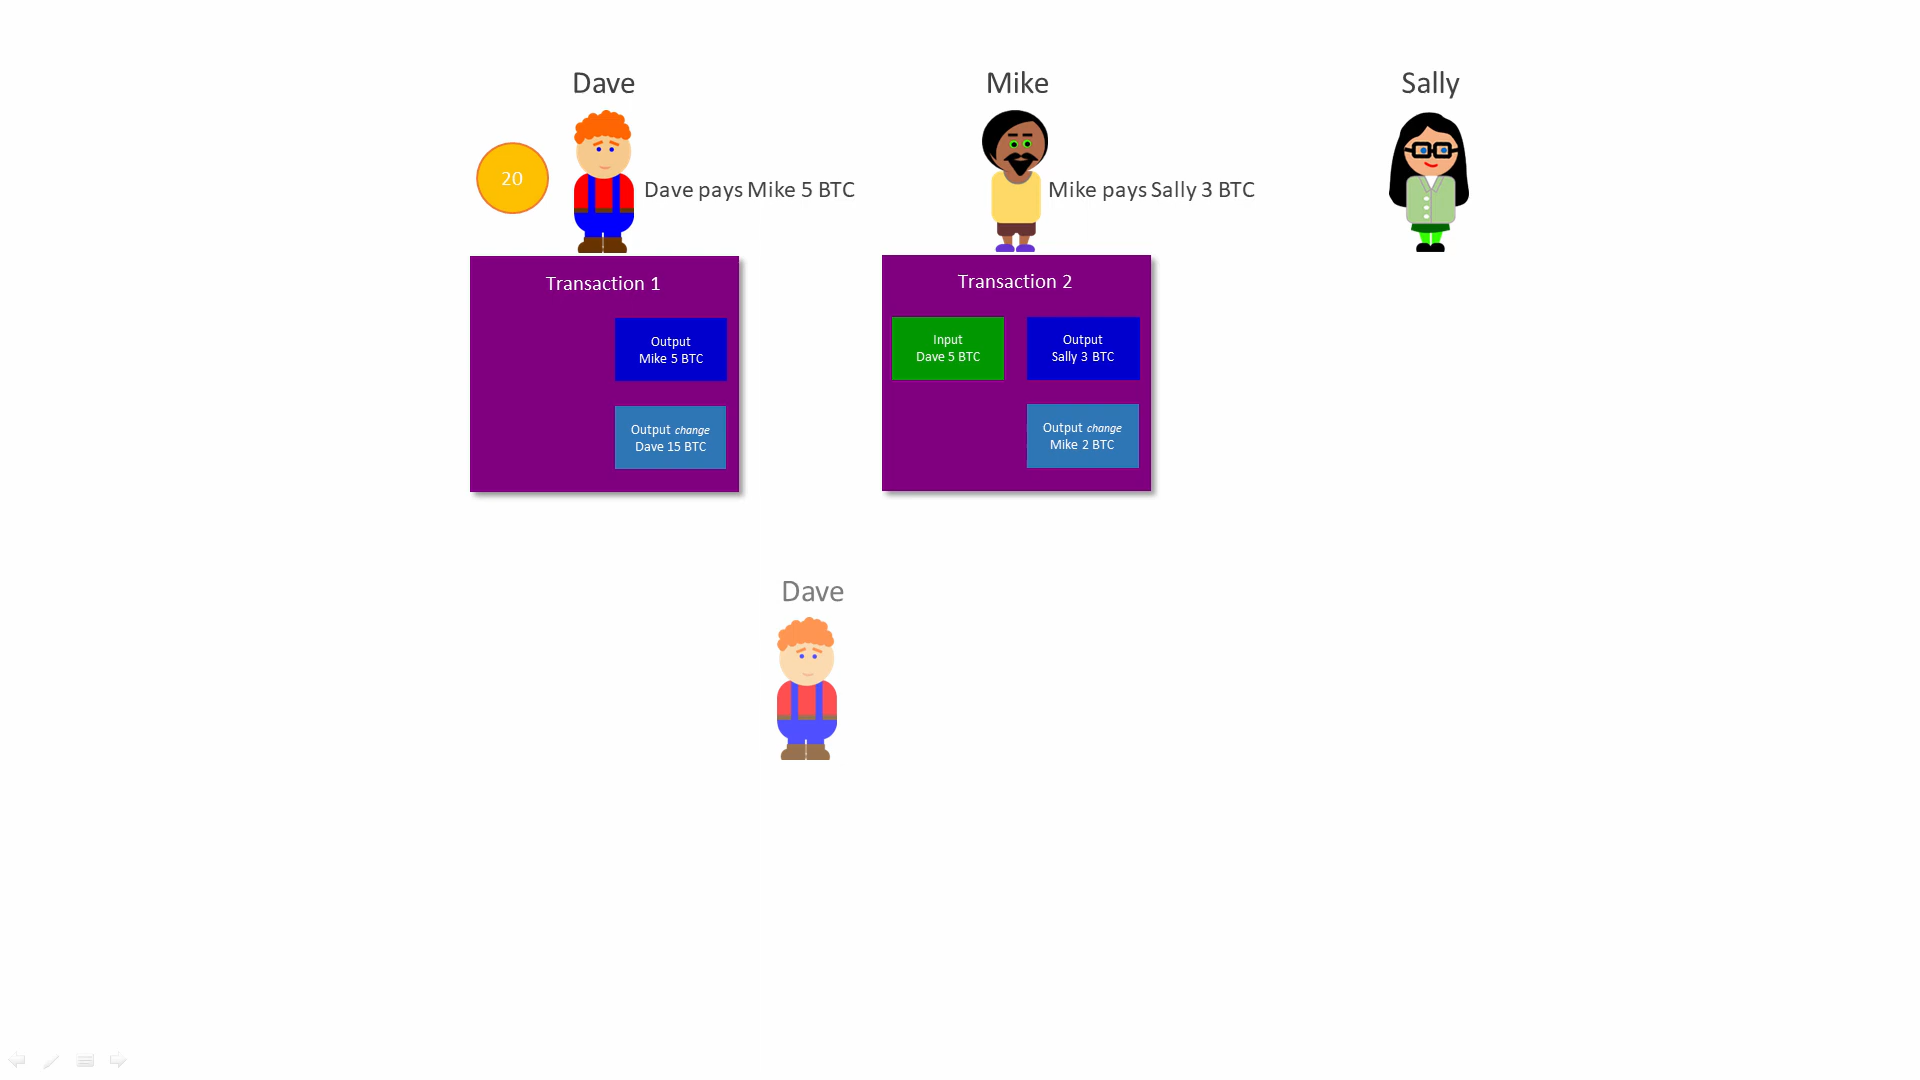 Dave
Mike
Sally
20
Dave pays Mike 5 BTC
Mike pays Sally 3 BTC
Transaction 1
Output
Mike 5 BTC
Output change
Dave 15 BTC
Transaction 2
Input
Dave 5 BTC
Output
Sally 3 BTC
Output change
Mike 2 BTC
Dave